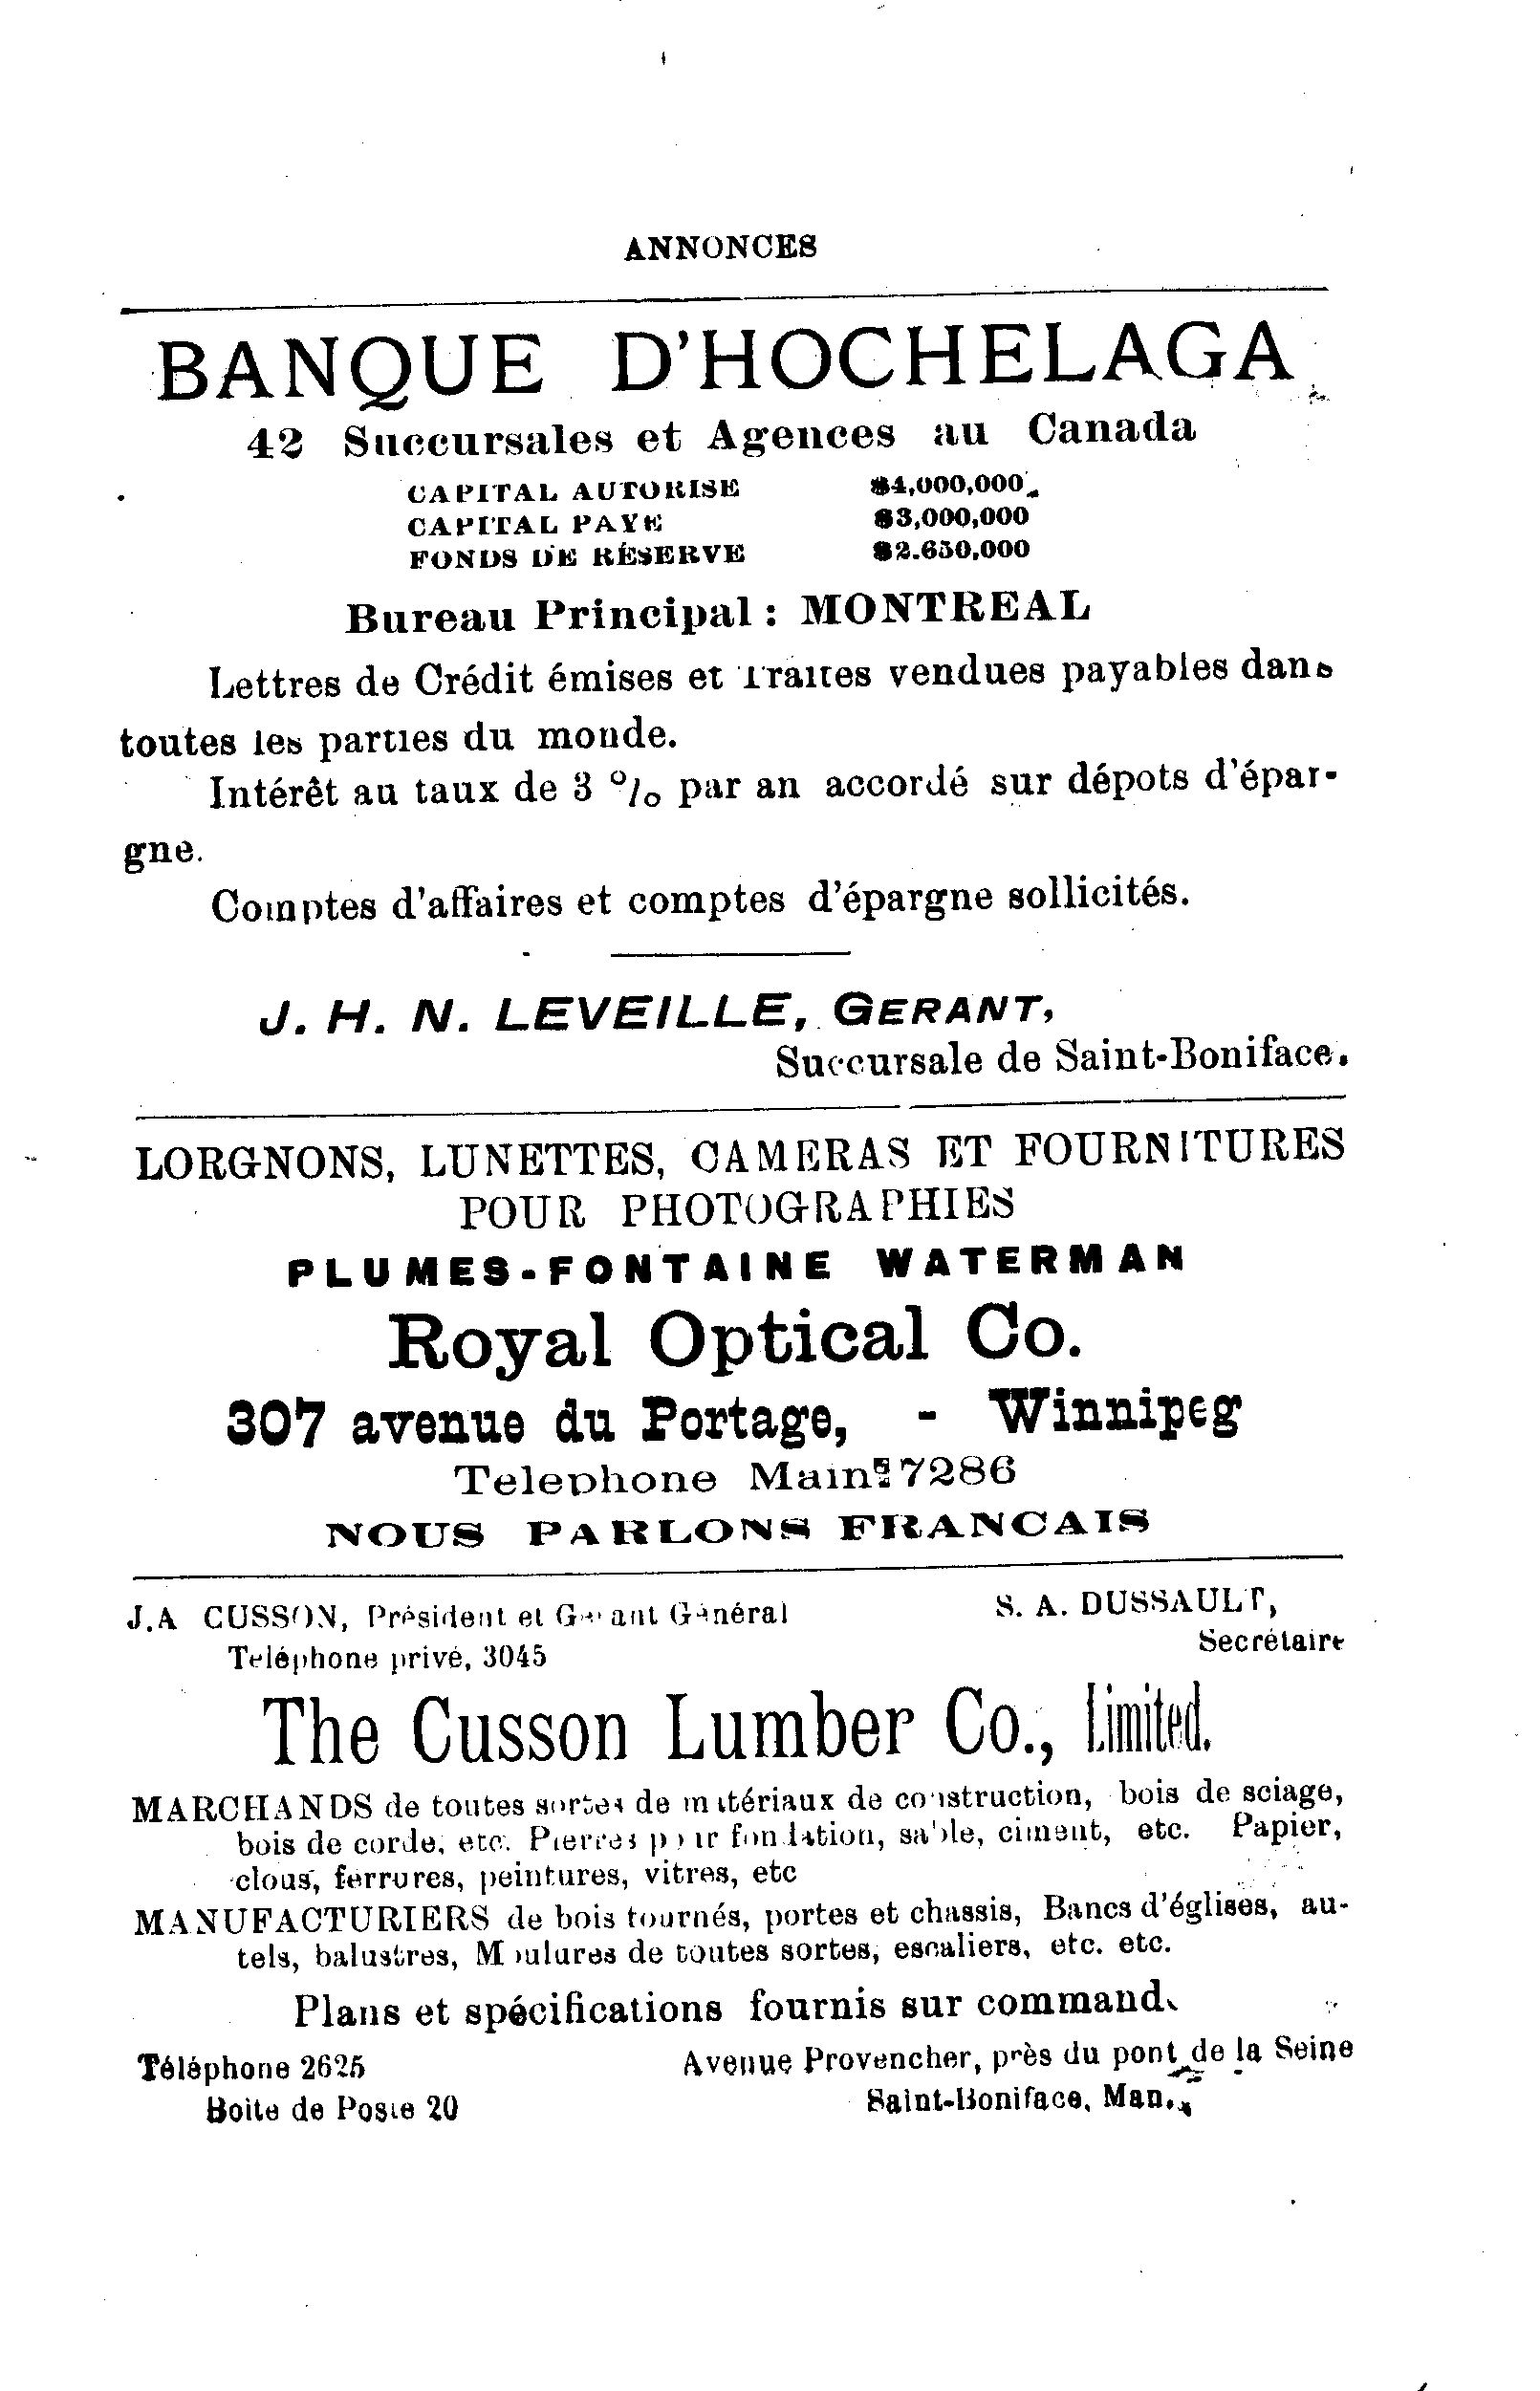 ANNONCES
BANQUE D'HOCHELAGA
42 Succursales et Agences au Canada
CAPITAL AUTORISE $4,000,000
CAPITAL PAYE $3,000,000
FONDS DE RÉSERVE $2.650,000
Bureau Principal : MONTREAL
Lettres de Crédit émises et Traites vendues payables dans
toutes les parties du monde.
Intérêt au taux de 3 % par an accordé sur dépots d'épar-
gne.
Comptes d'affaires et comptes d'épargne sollicités.
J. H. N. LEVEILLE, GERANT,
Succursale de Saint-Boniface.
LORGNONS, LUNETTES, CAMERAS ET FOURNITURES
POUR PHOTOGRAPHIES
PLUMES-FONTAINE WATERMAN
Royal Optical Co.
307 avenue du Portage, - Winnipeg
Telephone Main 7286
NOUS PARLONS FRANCAIS
J.A CUSSON, Président et Gérant Général S. A. DUSSAULT,
Teléphone privé, 3045 Secrétaire
The Cusson Lumber Co., Limited.
MARCHANDS de toutes sortes de matériaux de construction, bois de sciage,
bois de corde, etc. Pierres pour fondation, sable, ciment, etc. Papier,
clous, ferrures, peintures, vitres, etc
MANUFACTURIERS de bois tournés, portes et chassis, Bancs d'églises, au-
tels, balustres, Moulures de toutes sortes, escaliers, etc. etc.
Plans et spécifications fournis sur commande
Téléphone 2625 Avenue Provencher, près du pont de la Seine
Boite de Poste 20 Saint-Boniface, Man.